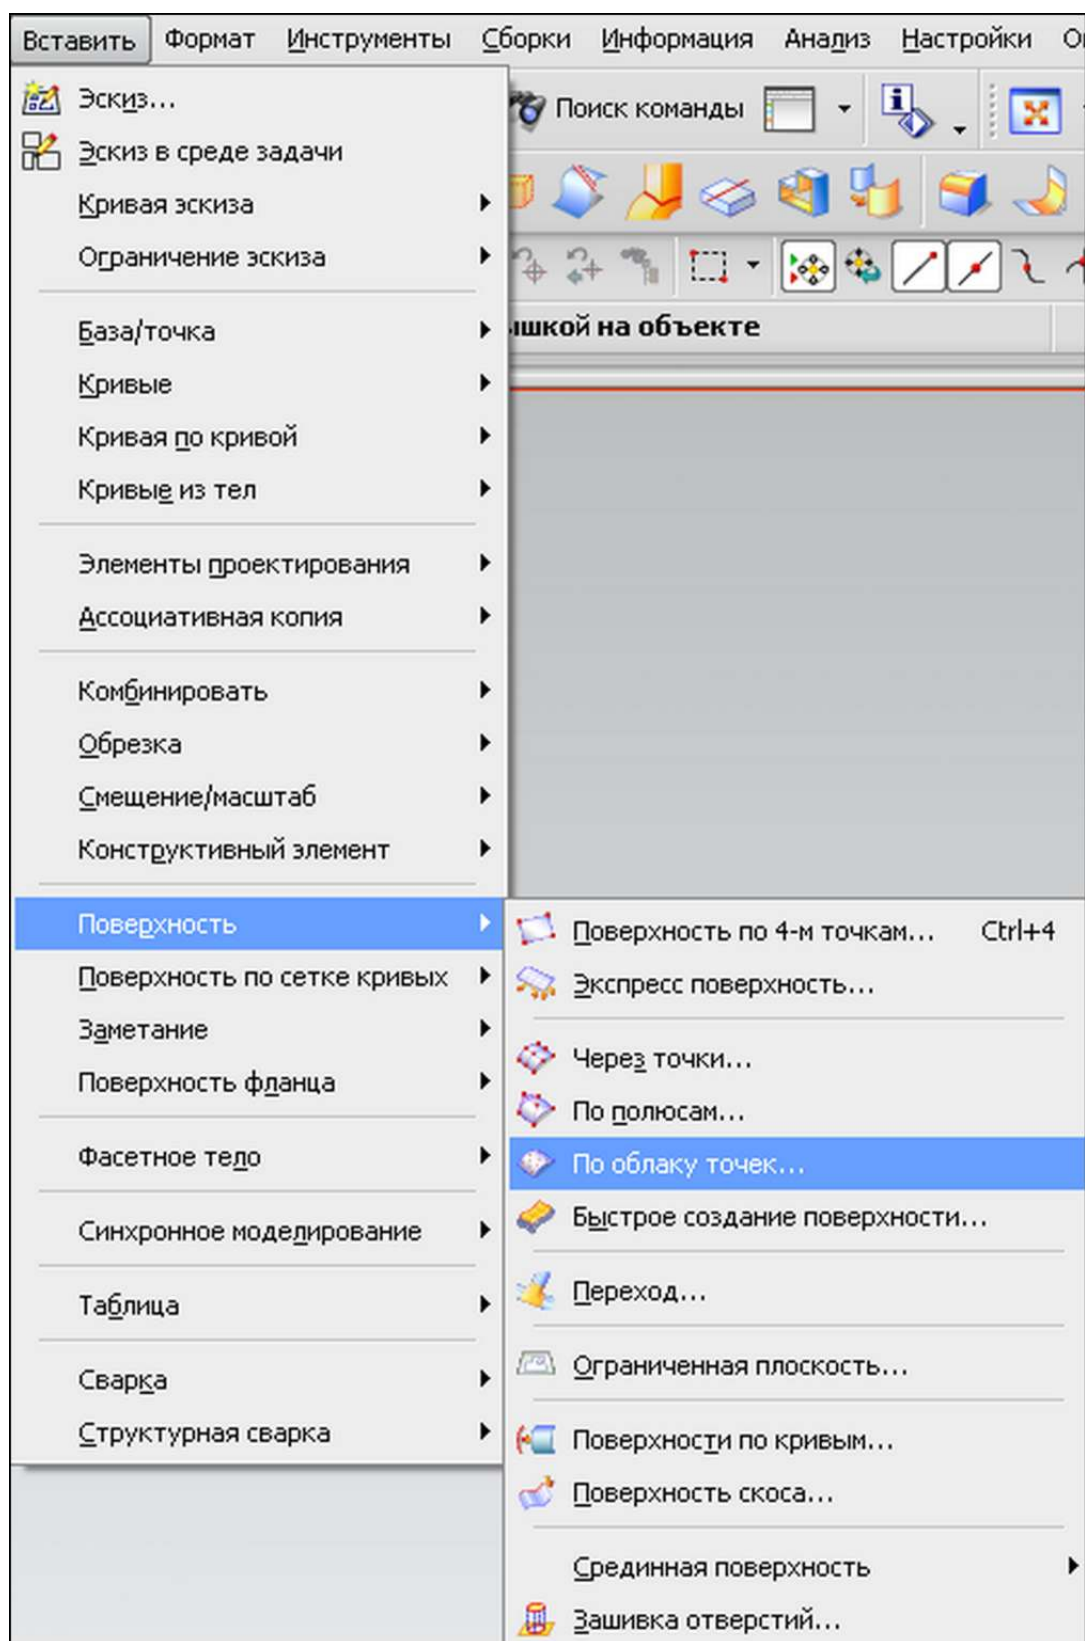 Вставить Формат Инструменты Сборки Информация Анализ Настройки
Эскиз...
Поиск команды
Эскиз в среде задачи
Кривая эскиза
Ограничение эскиза
База/точка
на объекте
Кривые
Кривая по кривой
Кривые из тел
Элементы проектирования
Ассоциативная копия
Комбинировать
Обрезка
Смещение/масштаб
Конструктивный элемент
Поверхность
Поверхность по сетке кривых
Заметание
Поверхность фланца
Фасетное тело
Синхронное моделирование
Таблица
Сварка
Структурная сварка
Поверхность по 4-м точкам... Ctrl+4
Экспресс поверхность...
Через точки...
По полюсам...
По облаку точек...
Быстрое создание поверхности...
Переход...
Ограниченная плоскость...
Поверхности по кривым...
Поверхность скоса...
Срединная поверхность
Зашивка отверстий...